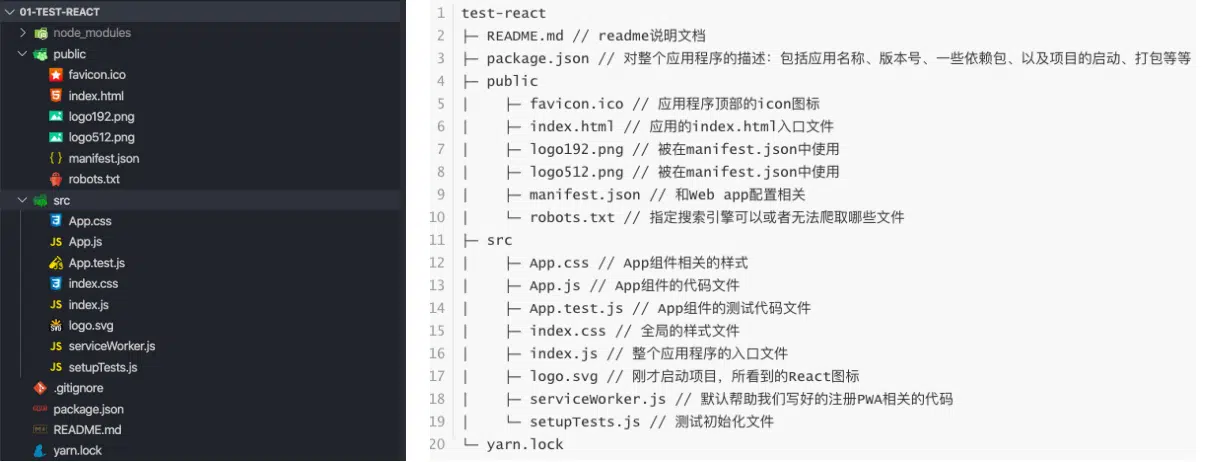 01-TEST-REACT
node_modules
public
favicon.ico
index.html
logo192.png
logo512.png
manifest.json
robots.txt
src
App.css
App.js
App.test.js
index.css
index.js
logo.svg
serviceWorker.js
setupTests.js
.gitignore
package.json
README.md
yarn.lock
1 test-react
2 ├─ README.md // readme说明文档
3 ├─ package.json // 对整个应用程序的描述：包括应用名称、版本号、一些依赖包、以及项目的启动、打包等等
4 ├─ public
5 |    ├─ favicon.ico // 应用程序顶部的icon图标
6 |    ├─ index.html // 应用的index.html入口文件
7 |    ├─ logo192.png // 被在manifest.json中使用
8 |    ├─ logo512.png // 被在manifest.json中使用
9 |    ├─ manifest.json // 和Web app配置相关
10 |    └─ robots.txt // 指定搜索引擎可以或者无法爬取哪些文件
11 ├─ src
12 |    ├─ App.css // App组件相关的样式
13 |    ├─ App.js // App组件的代码文件
14 |    ├─ App.test.js // App组件的测试代码文件
15 |    ├─ index.css // 全局的样式文件
16 |    ├─ index.js // 整个应用程序的入口文件
17 |    ├─ logo.svg // 刚才启动项目，所看到的React图标
18 |    ├─ serviceWorker.js // 默认帮助我们写好的注册PWA相关的代码
19 |    └─ setupTests.js // 测试初始化文件
20 └─ yarn.lock